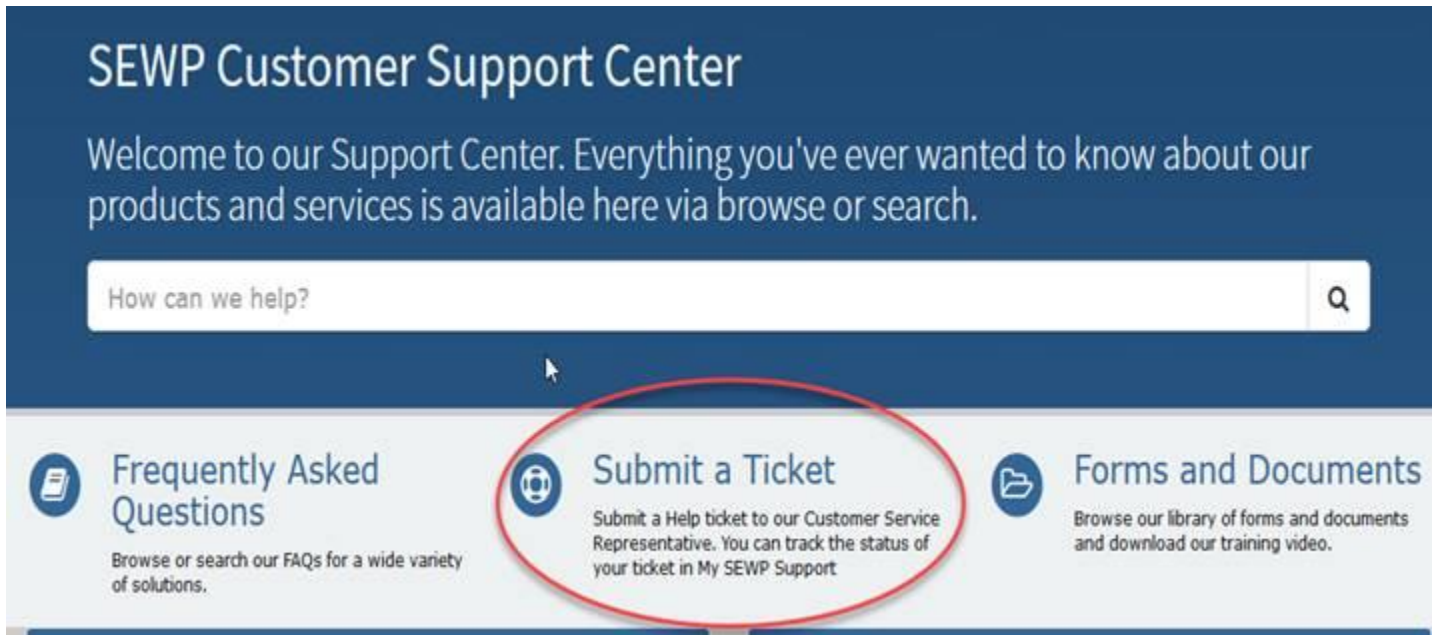 SEWP Customer Support Center
Welcome to our Support Center. Everything you've ever wanted to know about our
products and services is available here via browse or search.
How can we help?
Frequently Asked
Questions
Browse or search our FAQs for a wide variety
of solutions.
Submit a Ticket
Submit a Help ticket to our Customer Service
Representative. You can track the status of
your ticket in My SEWP Support
Forms and Documents
Browse our library of forms and documents
and download our training video.